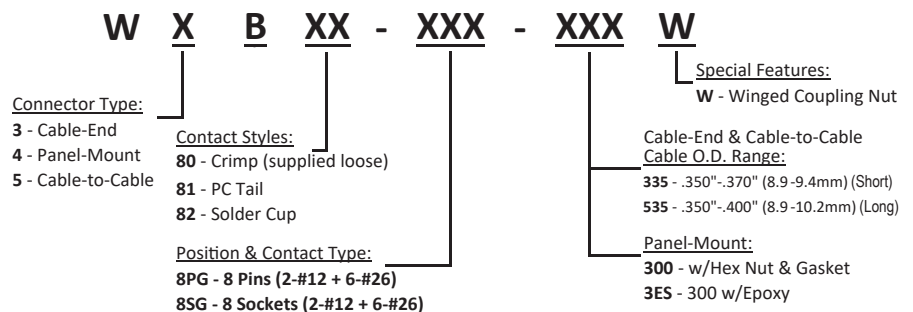 W X B XX - XXX - XXX W
Special Features:
W - Winged Coupling Nut
Connector Type:
3 - Cable-End
4 - Panel-Mount
5 - Cable-to-Cable
Contact Styles:
80 - Crimp (supplied loose)
81 - PC Tail
82 - Solder Cup
Position & Contact Type:
8PG - 8 Pins (2-#12 + 6-#26)
8SG - 8 Sockets (2-#12 + 6-#26)
Cable-End & Cable-to-Cable
Cable O.D. Range:
335 - .350"-.370" (8.9-9.4mm) (Short)
535 - .350"-.400" (8.9-10.2mm) (Long)
Panel-Mount:
300 - w/Hex Nut & Gasket
3ES - 300 w/Epoxy